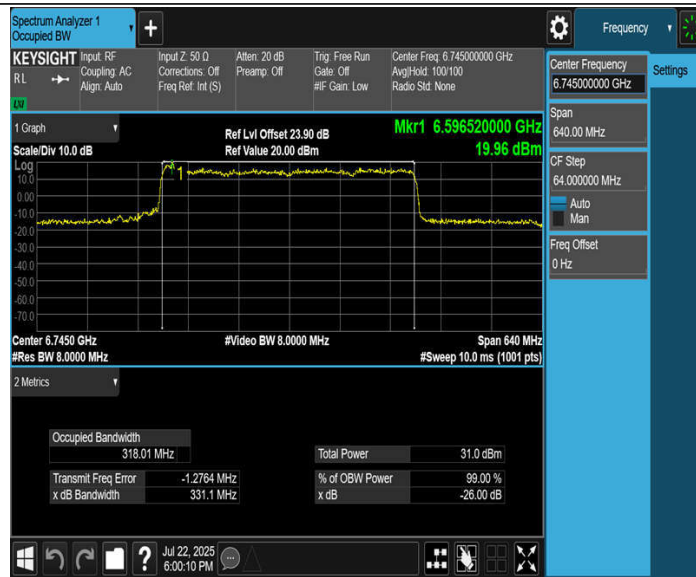 Spectrum Analyzer 1
Occupied BW
+
Frequency
KEYSIGHT
RL
LXI
Input: RF
Coupling: AC
Align: Auto
Input Z: 50 Ω
Corrections: Off
Freq Ref: Int (S)
Atten: 20 dB
Preamp: Off
Trig: Free Run
Gate: Off
#IF Gain: Low
Center Freq: 6.745000000 GHz
Avg|Hold: 100/100
Radio Std: None
Center Frequency
6.745000000 GHz
Settings
Span
640.00 MHz
CF Step
64.000000 MHz
Auto
Man
Freq Offset
0 Hz
1 Graph
Scale/Div 10.0 dB
Ref Lvl Offset 23.90 dB
Ref Value 20.00 dBm
Mkr1 6.596520000 GHz
19.96 dBm
Log
10.0
0.00
-10.0
-20.0
-30.0
-40.0
-50.0
-60.0
-70.0
1
Center 6.7450 GHz
#Video BW 8.0000 MHz
Span 640 MHz
#Res BW 8.0000 MHz
#Sweep 10.0 ms (1001 pts)
2 Metrics
Occupied Bandwidth
318.01 MHz
Total Power 31.0 dBm
Transmit Freq Error -1.2764 MHz
% of OBW Power 99.00 %
x dB Bandwidth 331.1 MHz
x dB -26.00 dB
?
Jul 22, 2025
6:00:10 PM